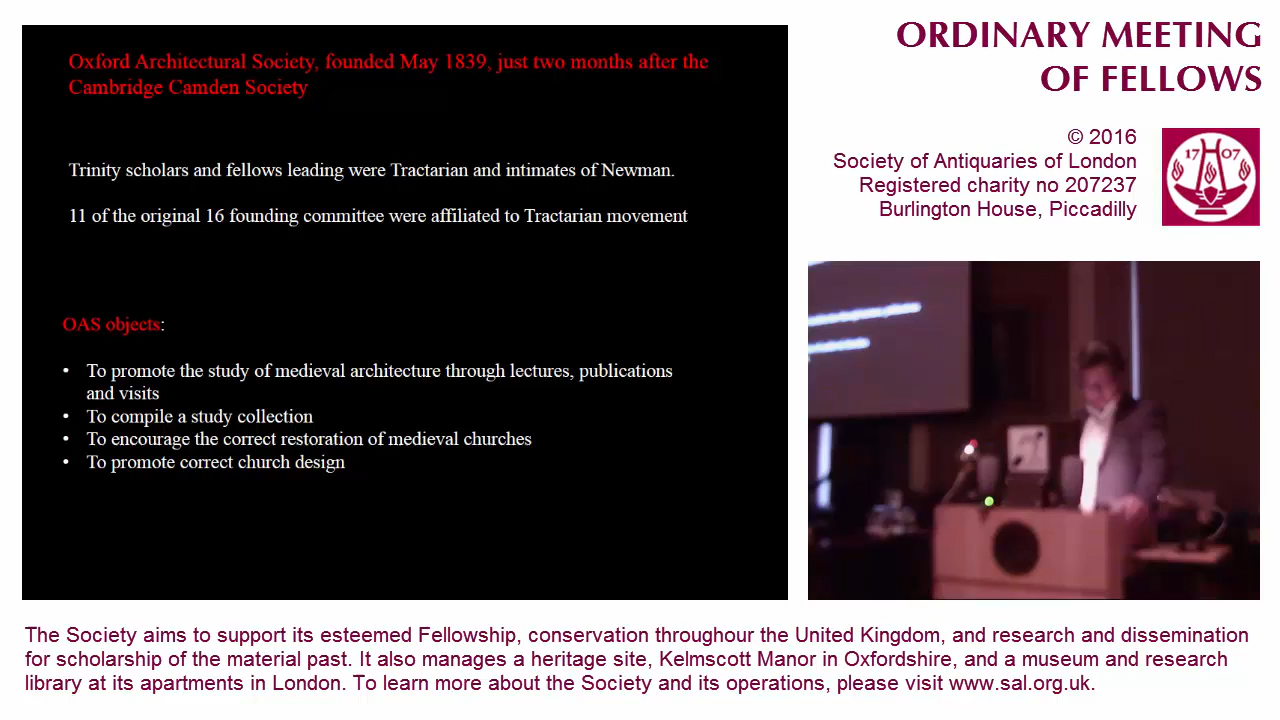 Oxford Architectural Society, founded May 1839, just two months after the
Cambridge Camden Society
Trinity scholars and fellows leading were Tractarian and intimates of Newman.
11 of the original 16 founding committee were affiliated to Tractarian movement
OAS objects:
• To promote the study of medieval architecture through lectures, publications
and visits
• To compile a study collection
• To encourage the correct restoration of medieval churches
• To promote correct church design
ORDINARY MEETING
OF FELLOWS
© 2016
Society of Antiquaries of London
Registered charity no 207237
Burlington House, Piccadilly
1707
The Society aims to support its esteemed Fellowship, conservation throughour the United Kingdom, and research and dissemination
for scholarship of the material past. It also manages a heritage site, Kelmscott Manor in Oxfordshire, and a museum and research
library at its apartments in London. To learn more about the Society and its operations, please visit www.sal.org.uk.